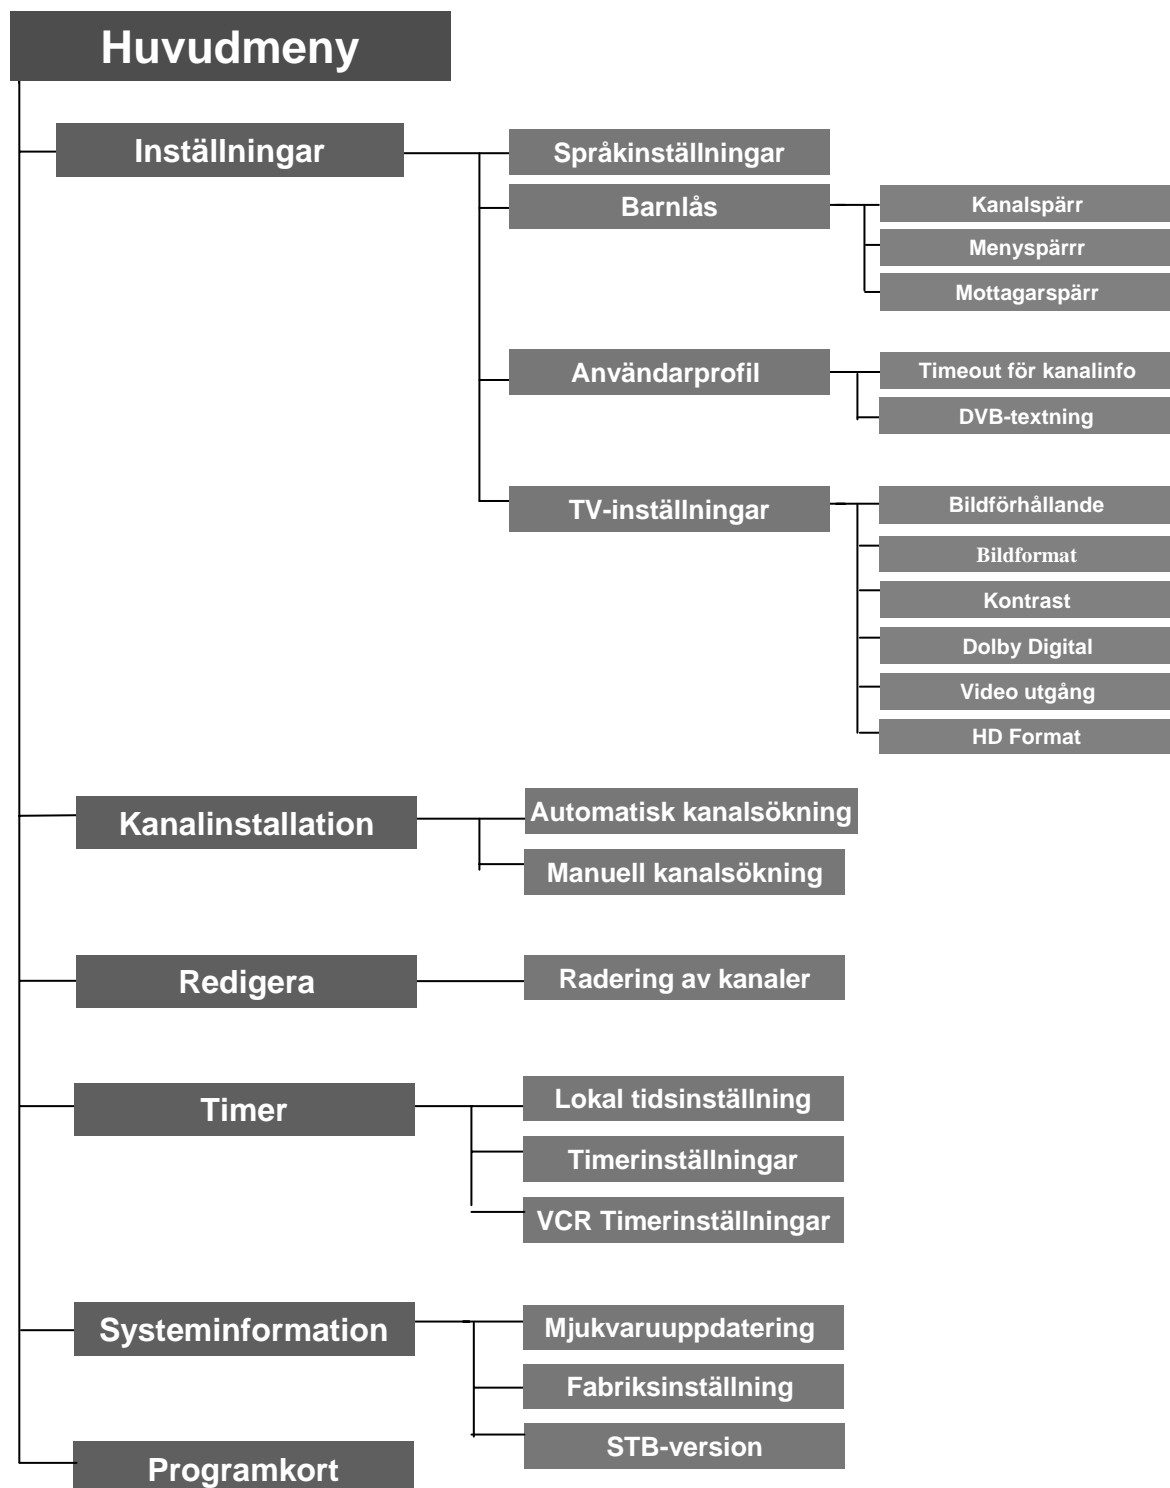 Huvudmeny
Inställningar
Språkinställningar
Barnlås
Kanalspärr
Menyspärrr
Mottagarspärr
Användarprofil
Timeout för kanalinfo
DVB-textning
TV-inställningar
Bildförhållande
Bildformat
Kontrast
Dolby Digital
Video utgång
HD Format
Kanalinstallation
Automatisk kanalsökning
Manuell kanalsökning
Redigera
Radering av kanaler
Timer
Lokal tidsinställning
Timerinställningar
VCR Timerinställningar
Systeminformation
Mjukvaruuppdatering
Fabriksinställning
STB-version
Programkort